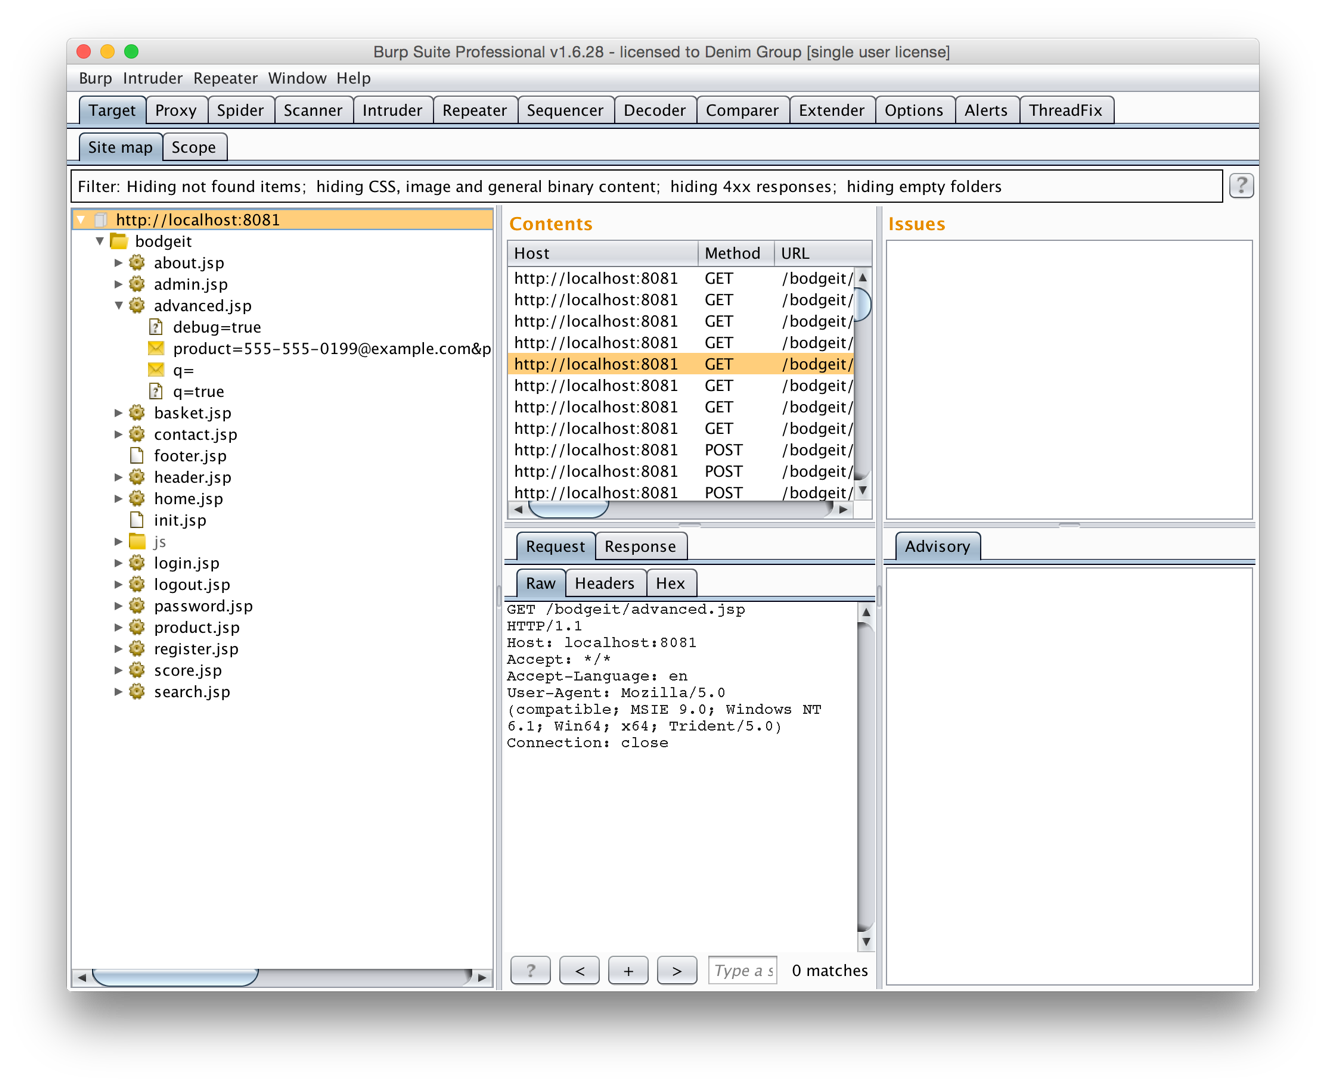 Burp Suite Professional v1.6.28 - licensed to Denim Group [single user license]
Burp Intruder Repeater Window Help
Target Proxy Spider Scanner Intruder Repeater Sequencer Decoder Comparer Extender Options Alerts ThreadFix
Site map Scope
Filter: Hiding not found items; hiding CSS, image and general binary content; hiding 4xx responses; hiding empty folders
?
http://localhost:8081
bodgeit
about.jsp
admin.jsp
advanced.jsp
debug=true
product=555-555-0199@example.com&p
q=
q=true
basket.jsp
contact.jsp
footer.jsp
header.jsp
home.jsp
init.jsp
js
login.jsp
logout.jsp
password.jsp
product.jsp
register.jsp
score.jsp
search.jsp
Contents
Host Method URL
http://localhost:8081 GET /bodgeit/
http://localhost:8081 GET /bodgeit/
http://localhost:8081 GET /bodgeit/
http://localhost:8081 GET /bodgeit/
http://localhost:8081 GET /bodgeit/
http://localhost:8081 GET /bodgeit/
http://localhost:8081 GET /bodgeit/
http://localhost:8081 GET /bodgeit/
http://localhost:8081 POST /bodgeit/
http://localhost:8081 POST /bodgeit/
http://localhost:8081 POST /bodgeit/
Request Response
Raw Headers Hex
GET /bodgeit/advanced.jsp
HTTP/1.1
Host: localhost:8081
Accept: */*
Accept-Language: en
User-Agent: Mozilla/5.0
(compatible; MSIE 9.0; Windows NT
6.1; Win64; x64; Trident/5.0)
Connection: close
? < + > Type a s 0 matches
Issues
Advisory